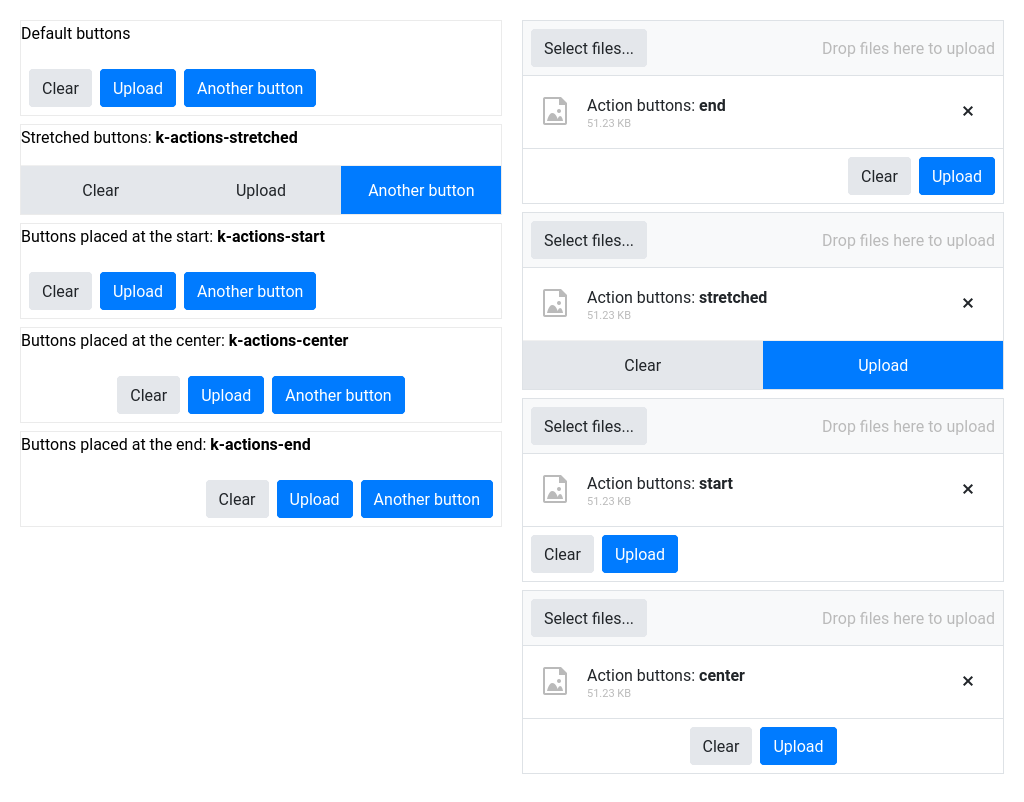 Default buttons
Clear Upload Another button
Stretched buttons: k-actions-stretched
Clear Upload Another button
Buttons placed at the start: k-actions-start
Clear Upload Another button
Buttons placed at the center: k-actions-center
Clear Upload Another button
Buttons placed at the end: k-actions-end
Clear Upload Another button
Select files... Drop files here to upload
Action buttons: end
51.23 KB
Clear Upload
Select files... Drop files here to upload
Action buttons: stretched
51.23 KB
Clear Upload
Select files... Drop files here to upload
Action buttons: start
51.23 KB
Clear Upload
Select files... Drop files here to upload
Action buttons: center
51.23 KB
Clear Upload